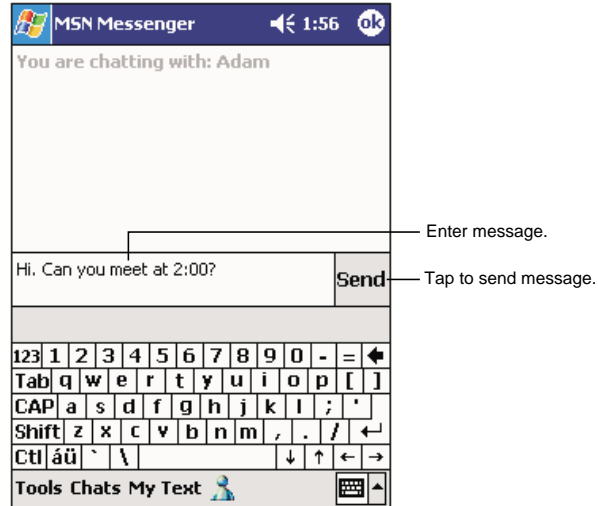 MSN Messenger 1:56 ok
You are chatting with: Adam
Enter message.
Hi. Can you meet at 2:00?
Send
Tap to send message.
123 1 2 3 4 5 6 7 8 9 0 - =
Tab q w e r t y u i o p [ ]
CAP a s d f g h j k l ; '
Shift z x c v b n m , . /
Ctl áü ` \
Tools Chats My Text